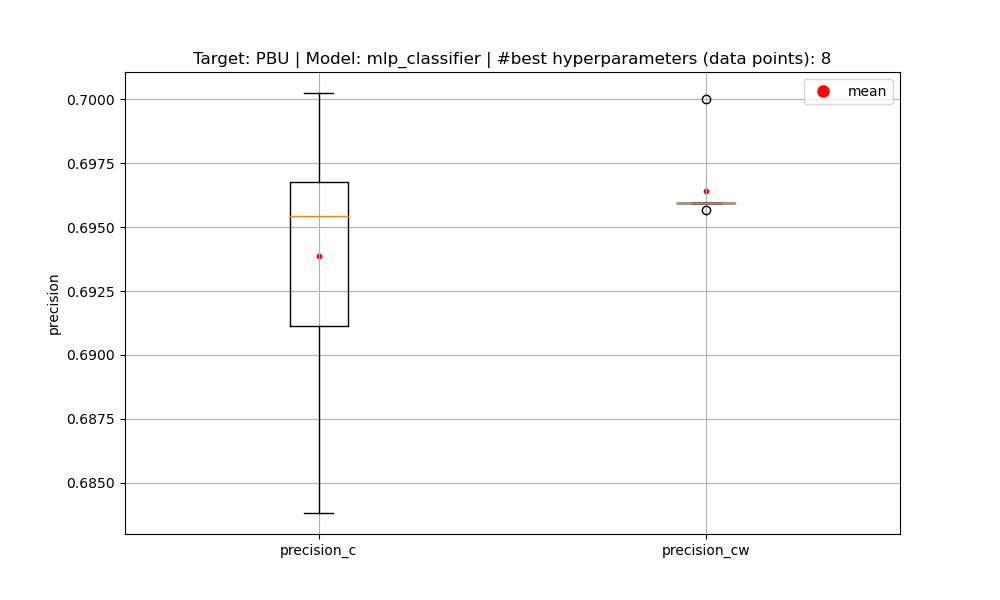 Target: PBU | Model: mlp_classifier | #best hyperparameters (data points): 8
mean
0.7000
0.6975
0.6950
0.6925
0.6900
0.6875
0.6850
precision
precision_c
precision_cw